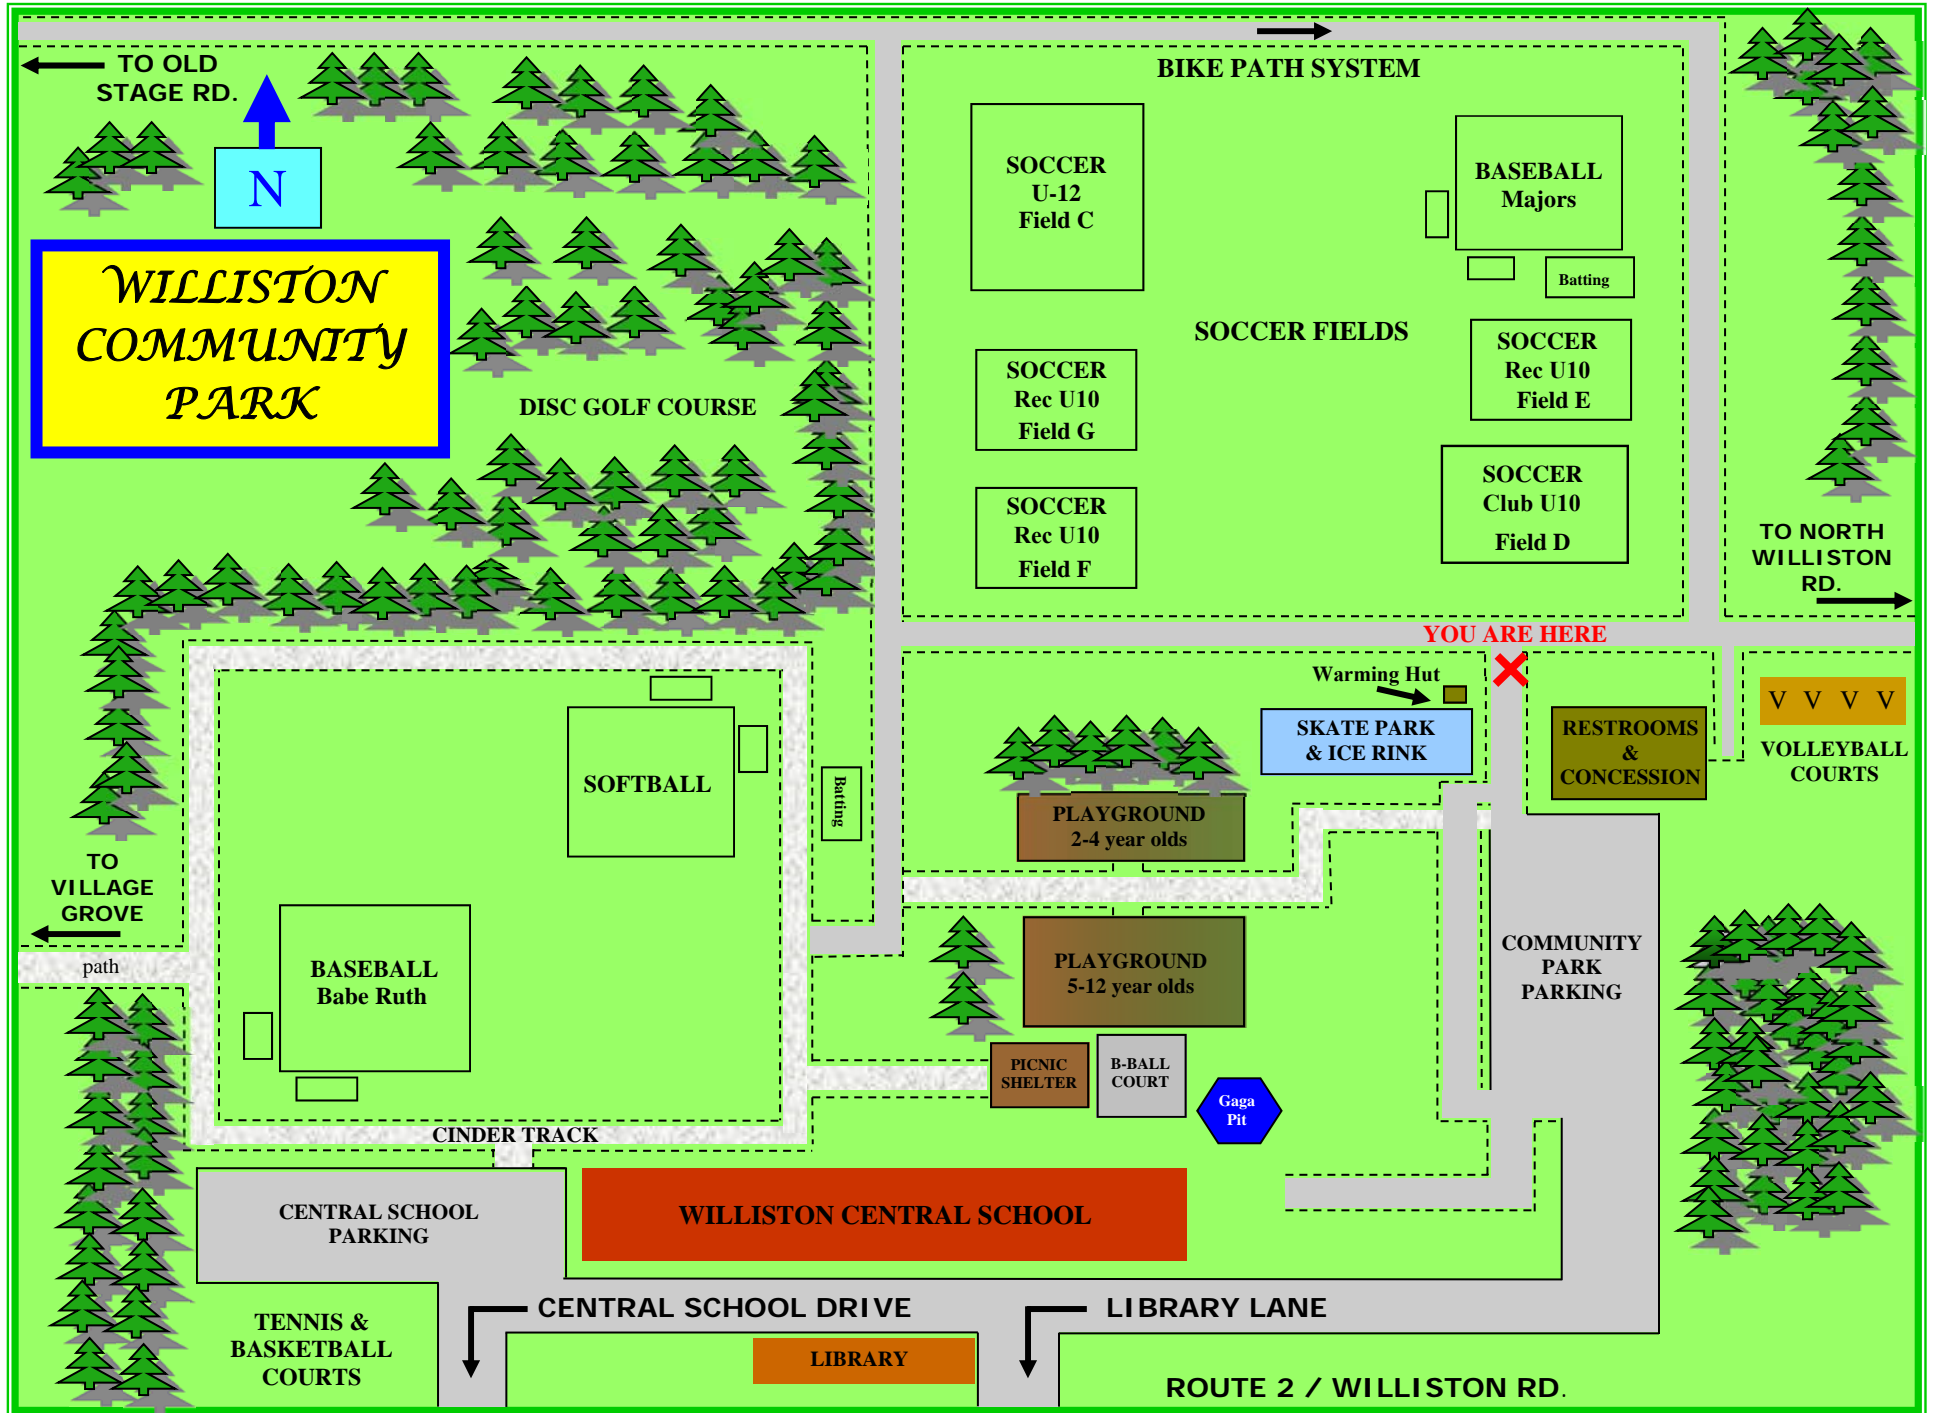 TO OLD
STAGE RD.
N
WILLISTON
COMMUNITY
PARK
BIKE PATH SYSTEM
SOCCER
U-12
Field C
BASEBALL
Majors
Batting
SOCCER FIELDS
SOCCER
Rec U10
Field G
SOCCER
Rec U10
Field E
DISC GOLF COURSE
SOCCER
Rec U10
Field F
SOCCER
Club U10
Field D
TO NORTH
WILLISTON
RD.
YOU ARE HERE
Warming Hut
SKATE PARK
& ICE RINK
RESTROOMS
&
CONCESSION
V V V V
VOLLEYBALL
COURTS
SOFTBALL
Batting
PLAYGROUND
2-4 year olds
TO
VILLAGE
GROVE
path
BASEBALL
Babe Ruth
PLAYGROUND
5-12 year olds
COMMUNITY
PARK
PARKING
PICNIC
SHELTER
B-BALL
COURT
Gaga
Pit
CINDER TRACK
CENTRAL SCHOOL
PARKING
WILLISTON CENTRAL SCHOOL
CENTRAL SCHOOL DRIVE
LIBRARY LANE
TENNIS &
BASKETBALL
COURTS
LIBRARY
ROUTE 2 / WILLISTON RD.